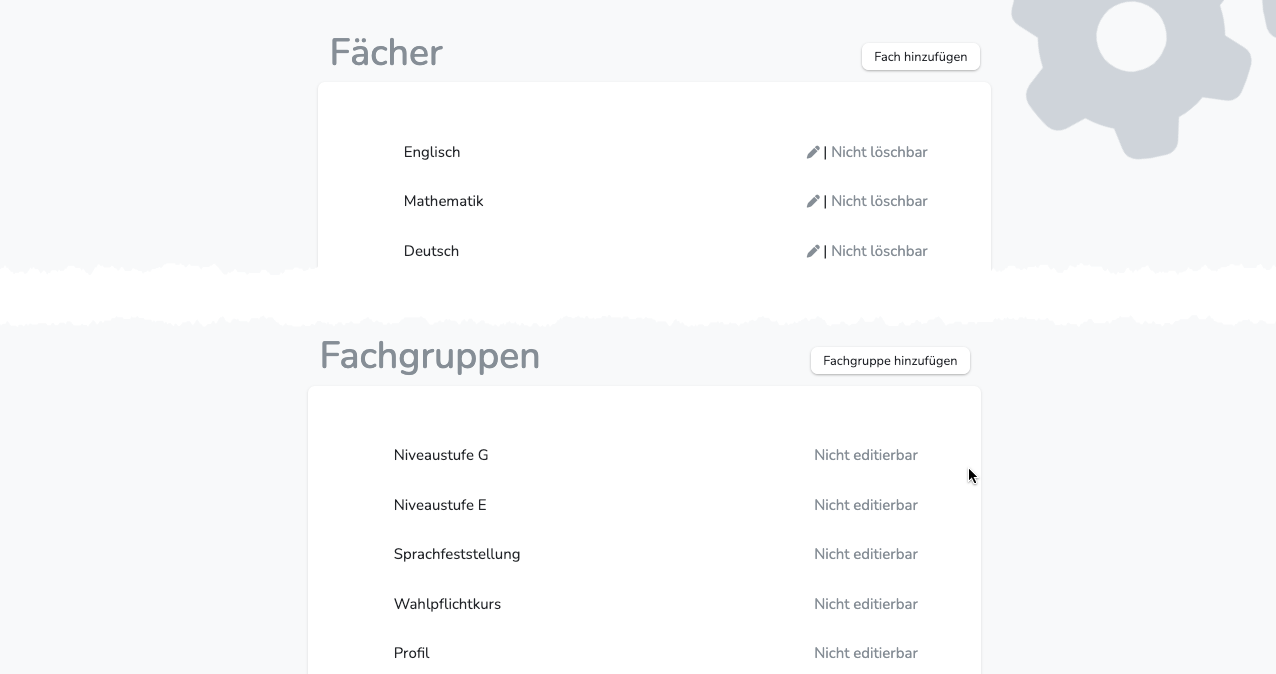 Fächer
Fach hinzufügen
Englisch | Nicht löschbar
Mathematik | Nicht löschbar
Deutsch | Nicht löschbar
Fachgruppen
Fachgruppe hinzufügen
Niveaustufe G Nicht editierbar
Niveaustufe E Nicht editierbar
Sprachfeststellung Nicht editierbar
Wahlpflichtkurs Nicht editierbar
Profil Nicht editierbar